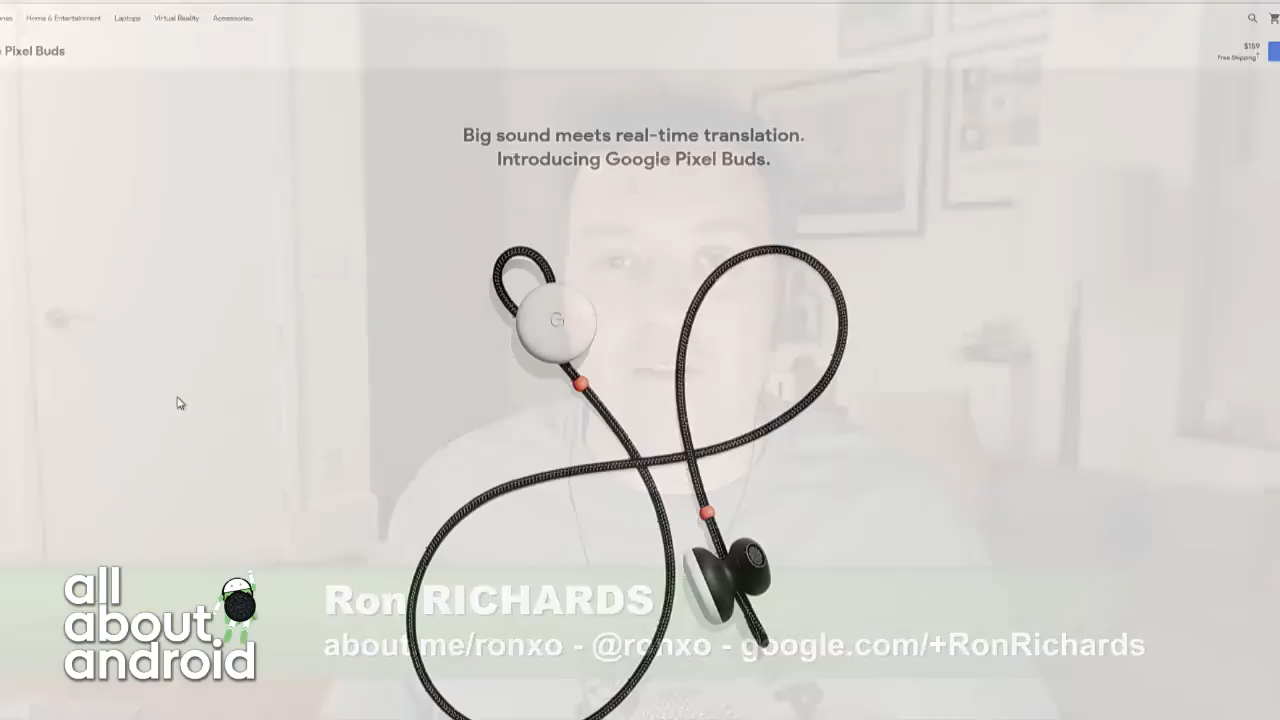 Home & Entertainment Laptops Virtual Reality Accessories
Pixel Buds
$159
Free Shipping†
Big sound meets real-time translation.
Introducing Google Pixel Buds.
G
all
about
android
Ron RICHARDS
about.me/ronxo - @ronxo - google.com/+RonRichards